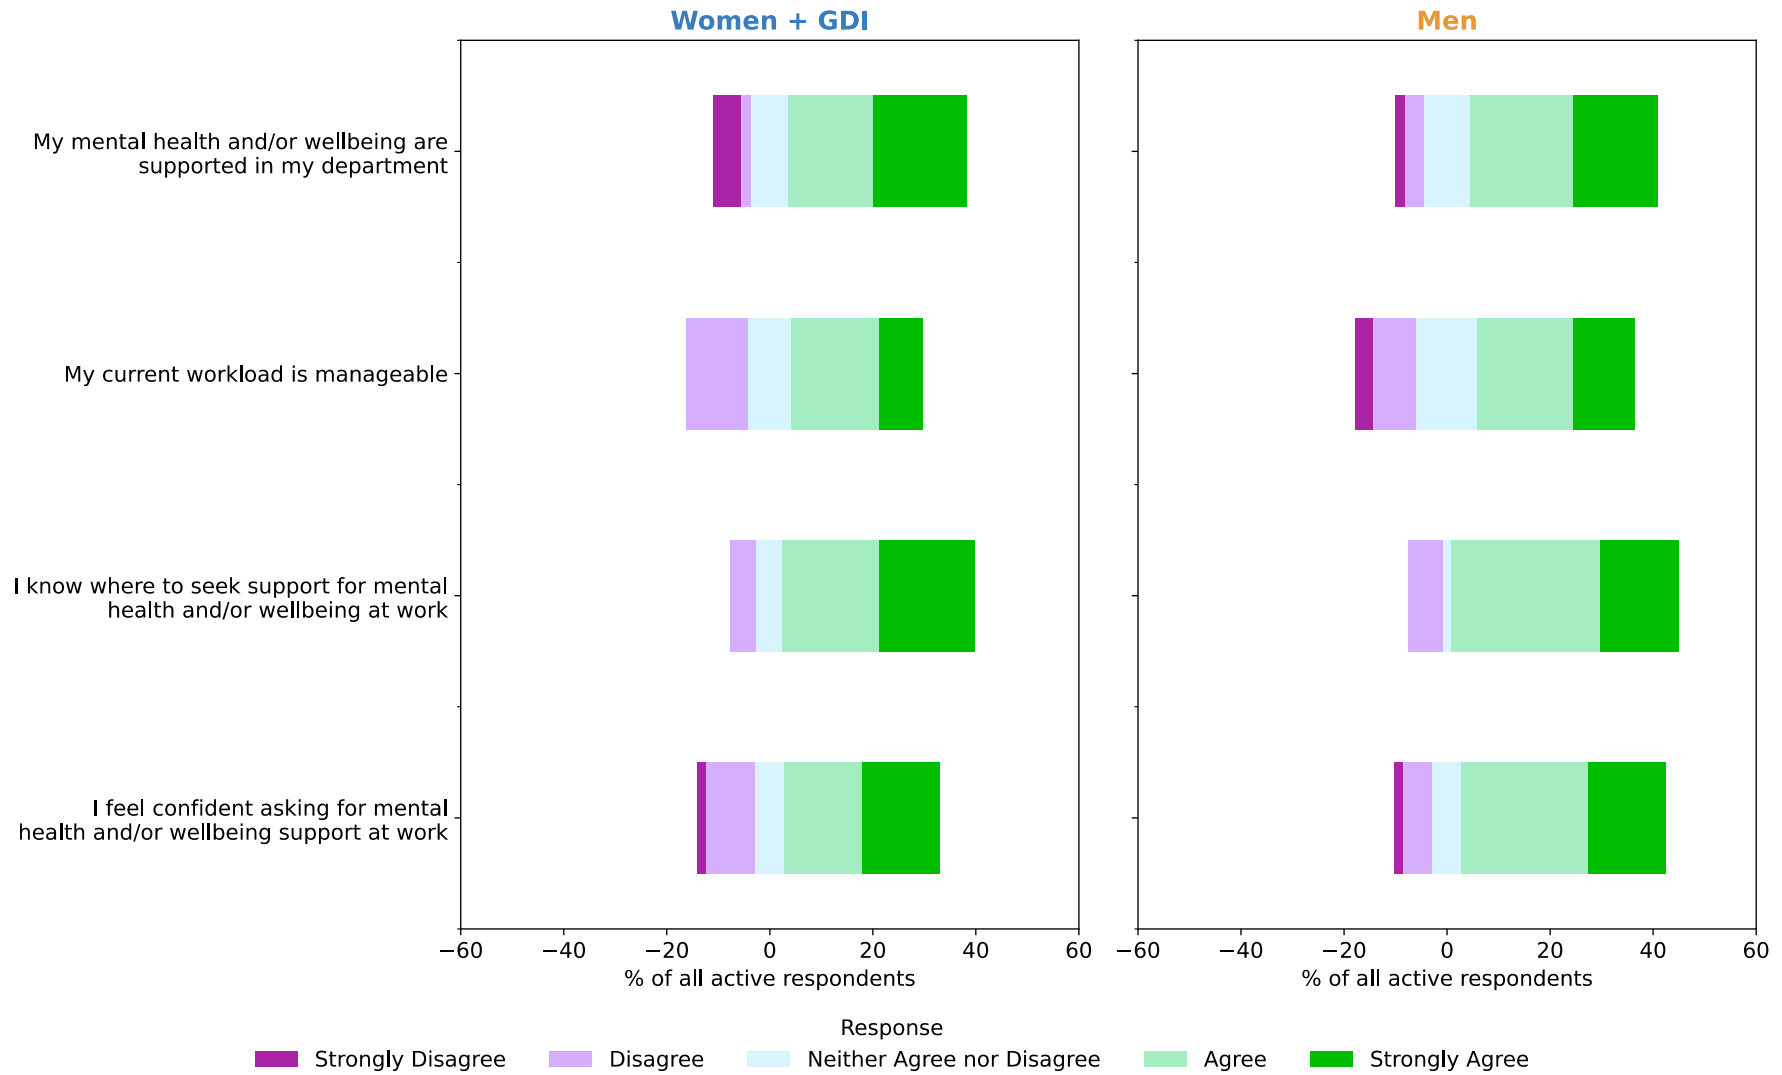 Women + GDI
Men
My mental health and/or wellbeing are
supported in my department
My current workload is manageable
I know where to seek support for mental
health and/or wellbeing at work
I feel confident asking for mental
health and/or wellbeing support at work
−60 −40 −20 0 20 40 60
−60 −40 −20 0 20 40 60
% of all active respondents
% of all active respondents
Response
Strongly Disagree Disagree Neither Agree nor Disagree Agree Strongly Agree